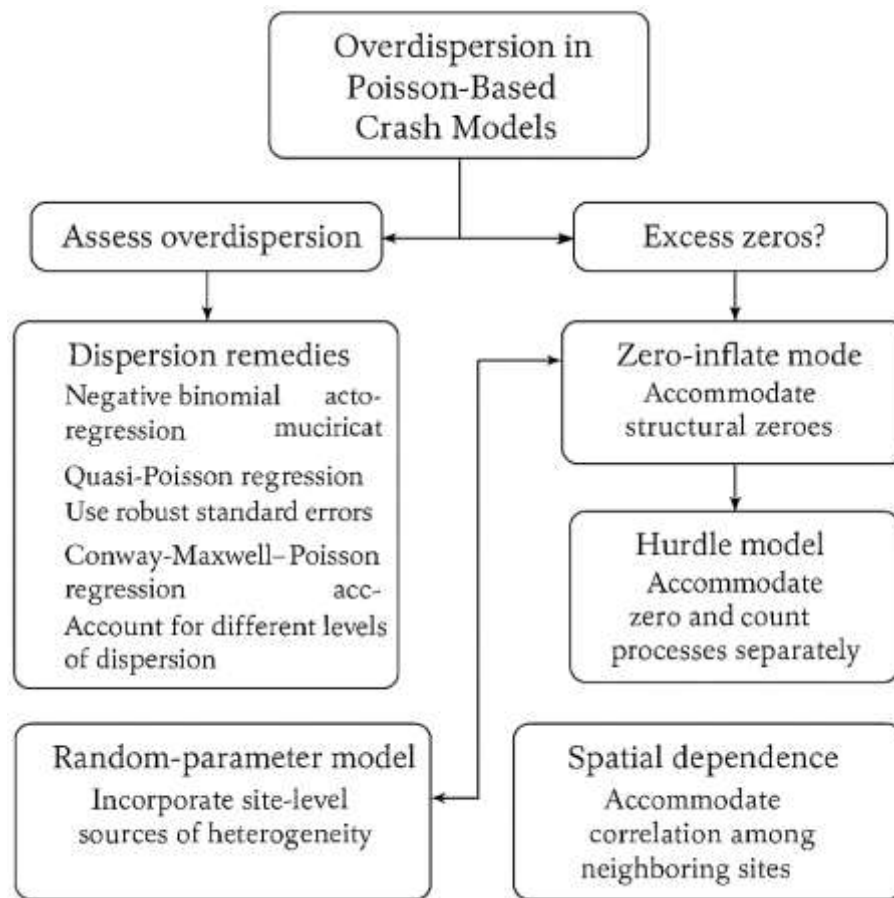 Overdispersion in
Poisson-Based
Crash Models
Assess overdispersion
Excess zeros?
Dispersion remedies
Negative binomial acto-
regression muciricat
Quasi-Poisson regression
Use robust standard errors
Conway-Maxwell–Poisson
regression acc-
Account for different levels
of dispersion
Zero-inflate mode
Accommodate
structural zeroes
Hurdle model
Accommodate
zero and count
processes separately
Random-parameter model
Incorporate site-level
sources of heterogeneity
Spatial dependence
Accommodate
correlation among
neighboring sites